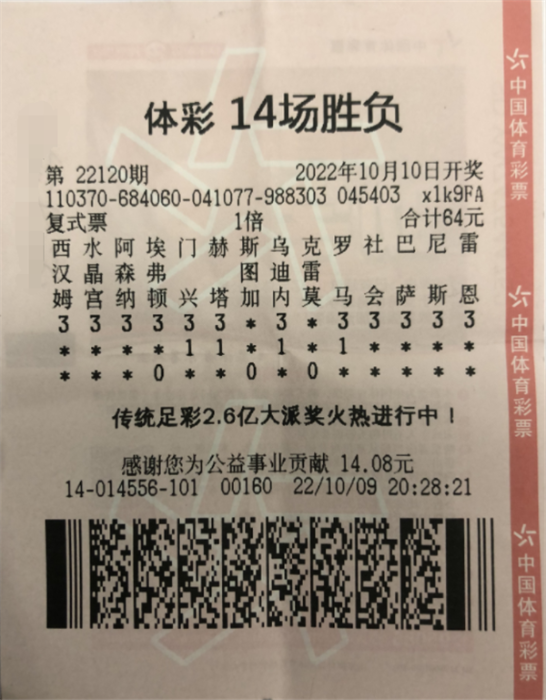 体彩 14场胜负
第 22120期 2022年10月10日开奖
110370-684060-041077-988303 045403 x1k9FA
复式票 1倍 合计64元
西 水 阿 埃 门 赫 斯 乌 克 罗 社 巴 尼 雷
汉 晶 森 弗 图 迪 雷
姆 宫 纳 顿 兴 塔 加 内 莫 马 会 萨 斯 恩
3 3 3 3 3 3 * 3 * 3 3 3 3 3
* * * * 1 1 * 1 * 1 * * * *
* * * 0 * * 0 * 0 * * * * *
传统足彩2.6亿大派奖火热进行中！
感谢您为公益事业贡献 14.08元
14-014556-101 00160 22/10/09 20:28:21
中国体育彩票
中国体育彩票
中国体育彩票